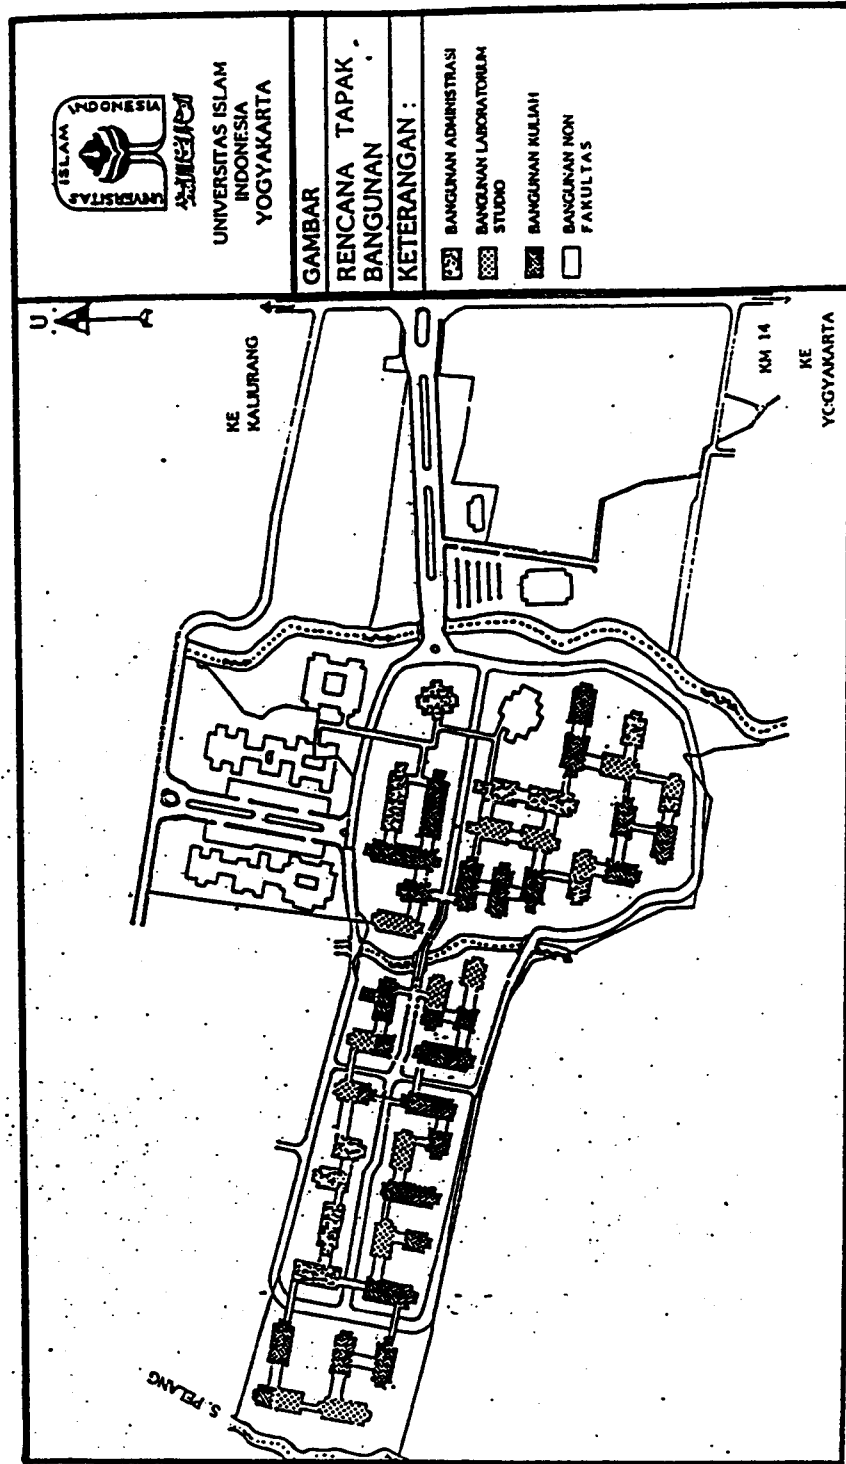 UNIVERSITAS
ISLAM
INDONESIA
UNIVERSITAS ISLAM
INDONESIA
YOGYAKARTA
GAMBAR
RENCANA TAPAK
BANGUNAN
KETERANGAN :
BANGUNAN ADMINISTRASI
BANGUNAN LABORATORIUM
STUDIO
BANGUNAN KULIAH
BANGUNAN NON
FAKULTAS
U
KE
KALIURANG
KM 14
KE
YOGYAKARTA
S. PELANG